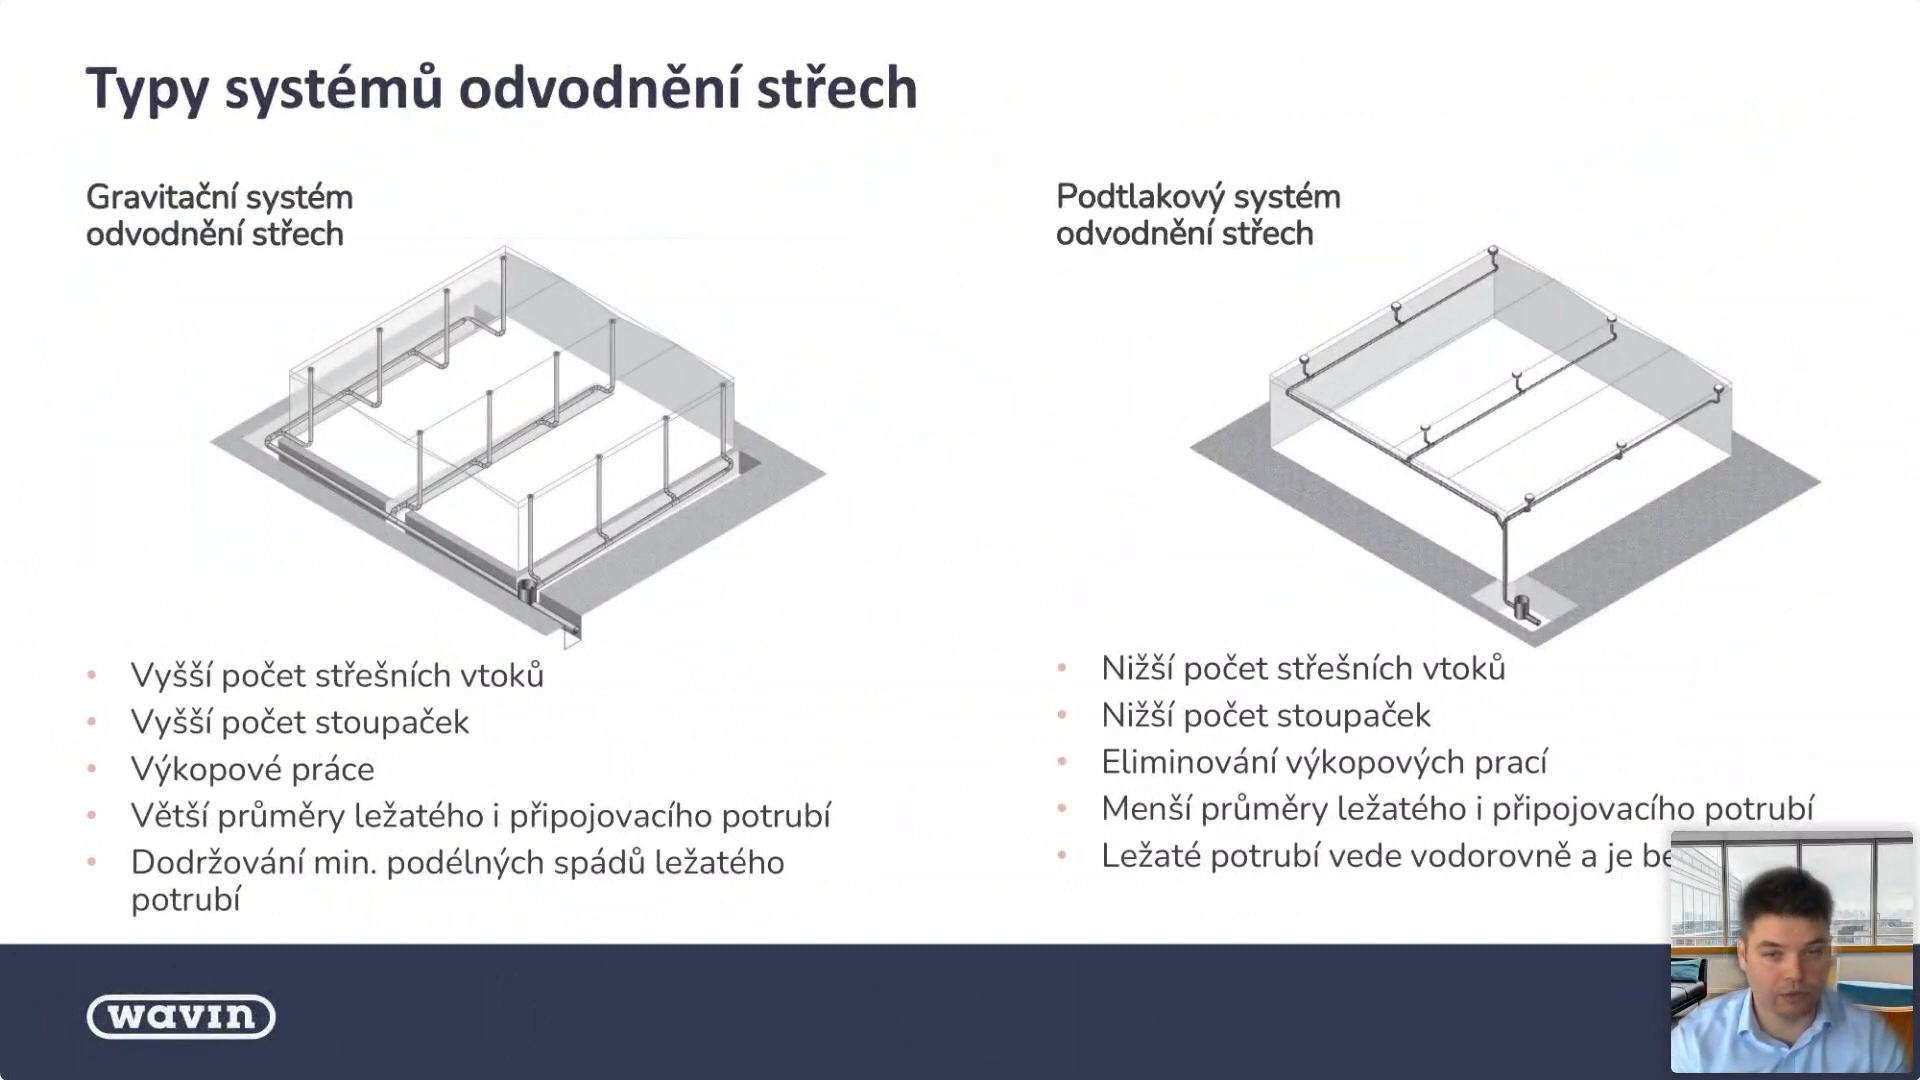 Typy systémů odvodnění střech
Gravitační systém
odvodnění střech
Vyšší počet střešních vtoků
Vyšší počet stoupaček
Výkopové práce
Větší průměry ležatého i připojovacího potrubí
Dodržování min. podélných spádů ležatého
potrubí
Podtlakový systém
odvodnění střech
Nižší počet střešních vtoků
Nižší počet stoupaček
Eliminování výkopových prací
Menší průměry ležatého i připojovacího potrubí
Ležaté potrubí vede vodorovně a je
wavin